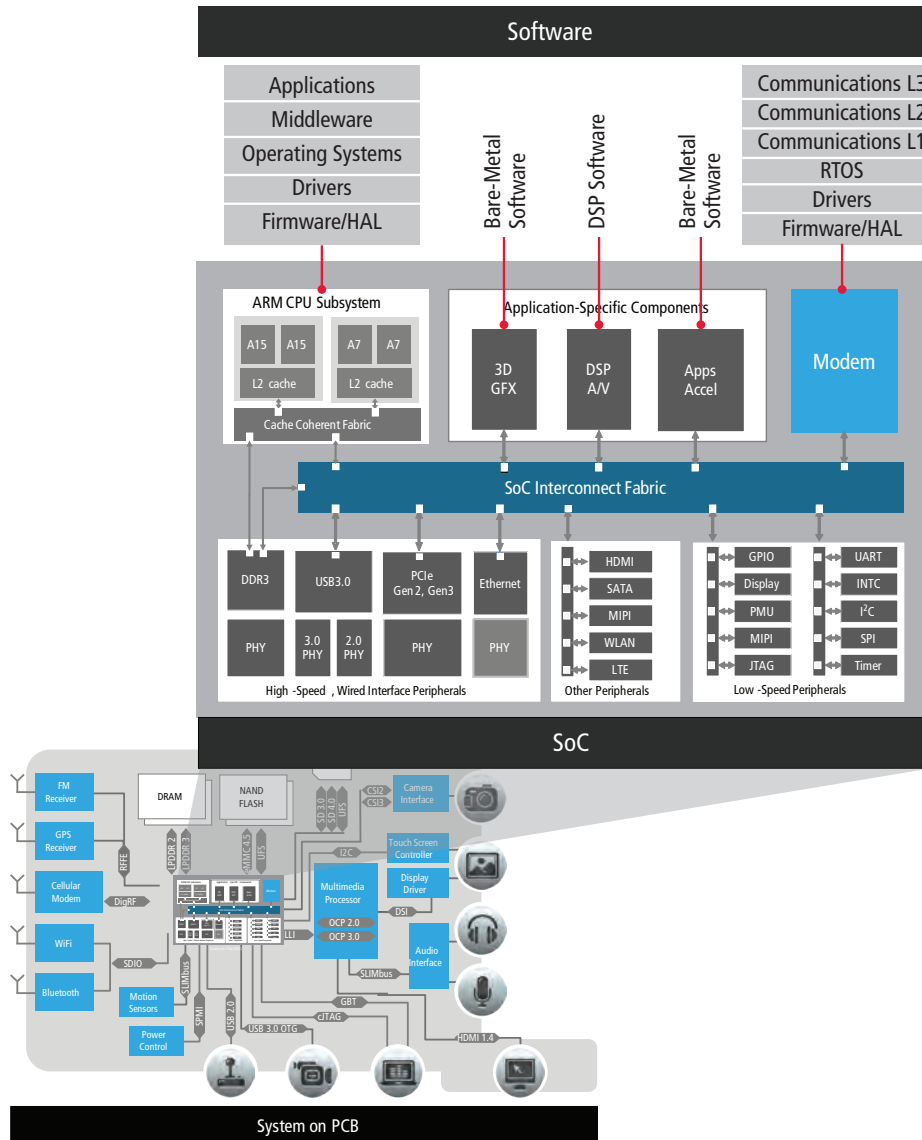 Software
Applications
Middleware
Operating Systems
Drivers
Firmware/HAL
Bare-Metal
Software
DSP Software
Bare-Metal
Software
Communications L3
Communications L2
Communications L1
RTOS
Drivers
Firmware/HAL
ARM CPU Subsystem
A15
A15
A7
A7
L2 cache
L2 cache
Cache Coherent Fabric
Application-Specific Components
3D
GFX
DSP
A/V
Apps
Accel
Modem
SoC Interconnect Fabric
DDR3
USB3.0
PCIe
Gen2, Gen3
Ethernet
PHY
3.0
PHY
2.0
PHY
PHY
PHY
High -Speed , Wired Interface Peripherals
HDMI
SATA
MIPI
WLAN
LTE
Other Peripherals
GPIO
Display
PMU
MIPI
JTAG
UART
INTC
I²C
SPI
Timer
Low -Speed Peripherals
SoC
FM
Receiver
GPS
Receiver
Cellular
Modem
WiFi
Bluetooth
RFFE
DigRF
SDIO
DRAM
NAND
FLASH
LPDDR 2
LPDDR 3
eMMC 4.5
UFS
SD 3.0
SD 4.0
UFS
CSI2
CSI3
Camera
Interface
I2C
Touch Screen
Controller
Multimedia
Processor
OCP 2.0
OCP 3.0
LLI
Display
Driver
DSI
Audio
Interface
SLIMbus
Motion
Sensors
SLIMbus
Power
Control
SPMI
USB 2.0
USB 3.0 OTG
cJTAG
GBT
HDMI 1.4
System on PCB